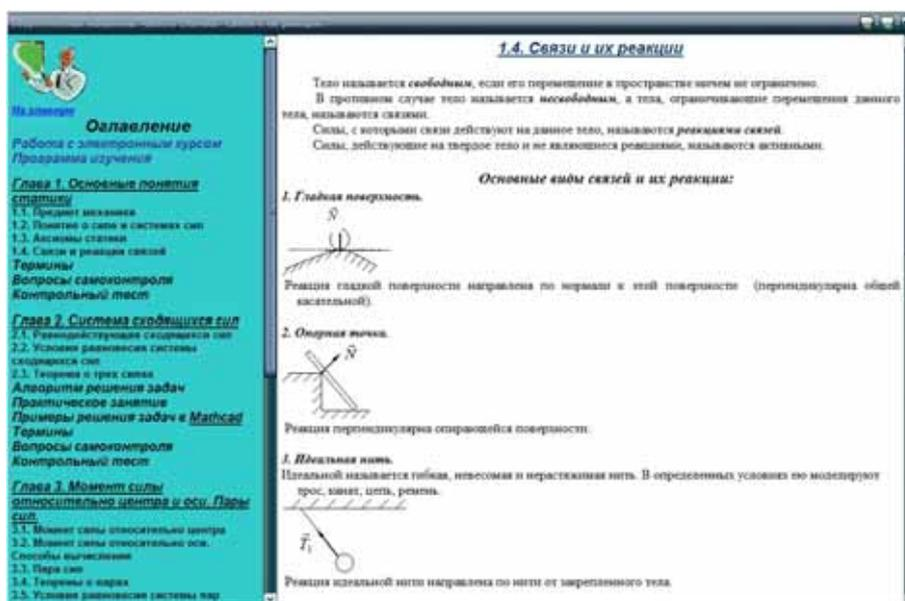 На главную
Оглавление
Работа с электронным курсом
Программа изучения
Глава 1. Основные понятия
статики
1.1. Предмет механики
1.2. Понятие о силе и системах сил
1.3. Аксиомы статики
1.4. Связи и реакции связей
Термины
Вопросы самоконтроля
Контрольный тест
Глава 2. Система сходящихся сил
2.1. Равнодействующая сходящихся сил
2.2. Условия равновесия системы
сходящихся сил
2.3. Теорема о трех силах
Алгоритм решения задач
Практическое занятие
Примеры решения задач в Mathcad
Термины
Вопросы самоконтроля
Контрольный тест
Глава 3. Момент силы
относительно центра и оси. Пары
сил.
3.1. Момент силы относительно центра
3.2. Момент силы относительно оси.
Способы вычисления
3.3. Пара сил
3.4. Теоремы о парах
3.5. Условия равновесия системы пар
1.4. Связи и их реакции
Тело называется свободным, если его перемещение в пространстве ничем не ограничено.
В противном случае тело называется несвободным, а тела, ограничивающие перемещения данного
тела, называются связями.
Силы, с которыми связи действуют на данное тело, называются реакциями связей.
Силы, действующие на твердое тело и не являющиеся реакциями, называются активными.
Основные виды связей и их реакции:
1. Гладкая поверхность.
N
Реакция гладкой поверхности направлена по нормали к этой поверхности (перпендикулярна общей
касательной).
2. Опорная точка.
N
Реакция перпендикулярна опирающейся поверхности.
3. Идеальная нить.
Идеальной называется гибкая, невесомая и нерастяжимая нить. В определенных условиях ею моделируют
трос, канат, цепь, ремень.
T₁
Реакция идеальной нити направлена по нити от закрепленного тела.